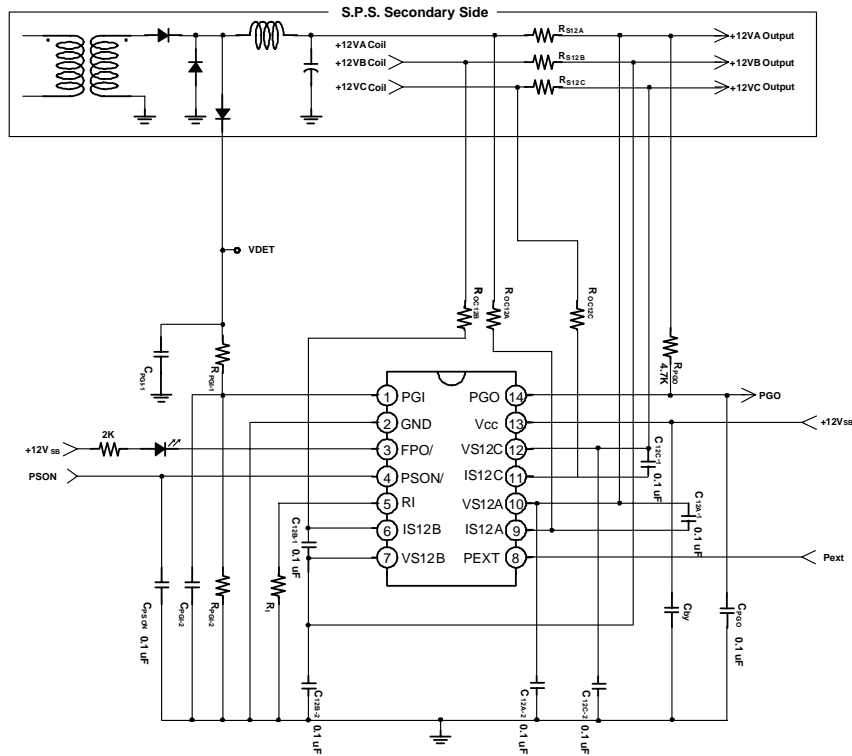 S.P.S. Secondary Side
RS12A
+12VA Coil
+12VA Output
RS12B
+12VB Coil
+12VB Output
RS12C
+12VC Coil
+12VC Output
VDET
ROC12B
ROC12A
ROC12C
CPGI-1
RPGI-1
RPGO
4.7K
1 PGI
PGO 14
PGO
2 GND
Vcc 13
+12VSB
2K
+12VSB
3 FPO/
VS12C 12
C12C-1
0.1 uF
PSON
4 PSON/
IS12C 11
5 RI
VS12A 10
C12A-1
0.1 uF
C12B-1
0.1 uF
6 IS12B
IS12A 9
7 VS12B
PEXT 8
Pext
CPSON
0.1 uF
CPGI-2
RPGI-2
RI
Cby
CPGO
0.1 uF
C12B-2
0.1 uF
C12A-2
0.1 uF
C12C-2
0.1 uF